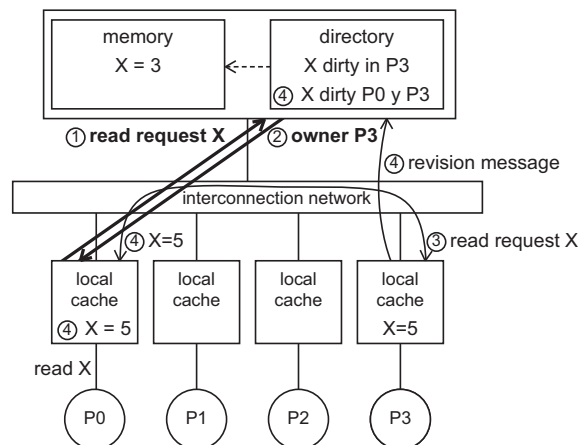 memory
X = 3
directory
X dirty in P3
④ X dirty P0 y P3
① read request X
② owner P3
④ revision message
interconnection network
④ X=5
③ read request X
local
cache
④ X = 5
local
cache
local
cache
local
cache
X=5
read X
P0
P1
P2
P3